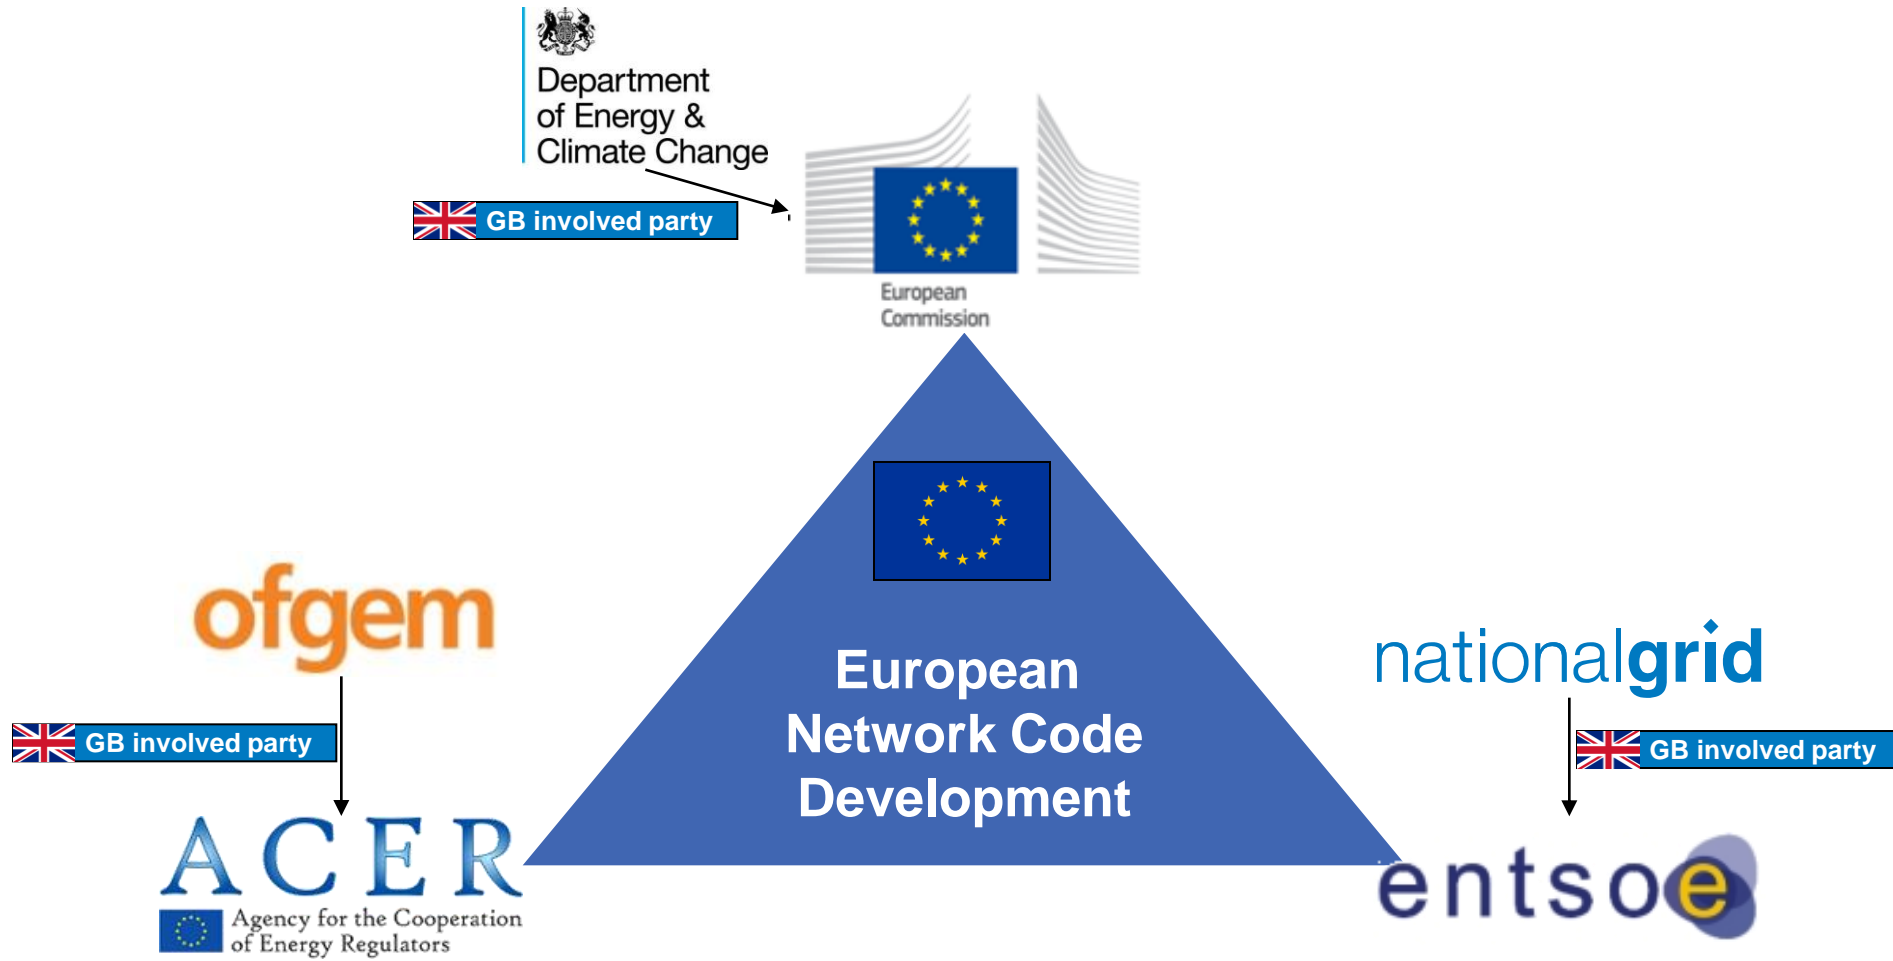 Department
of Energy &
Climate Change
GB involved party
European
Commission
ofgem
GB involved party
ACER
Agency for the Cooperation
of Energy Regulators
European
Network Code
Development
nationalgrid
GB involved party
entsoe